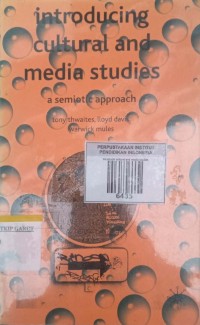 introducing
cultural and
media studies
a semiotic approach
tony thwaites, lloyd davis
warwick mules
PERPUSTAKAAN INSTITUT
PENDIDIKAN INDONESIA